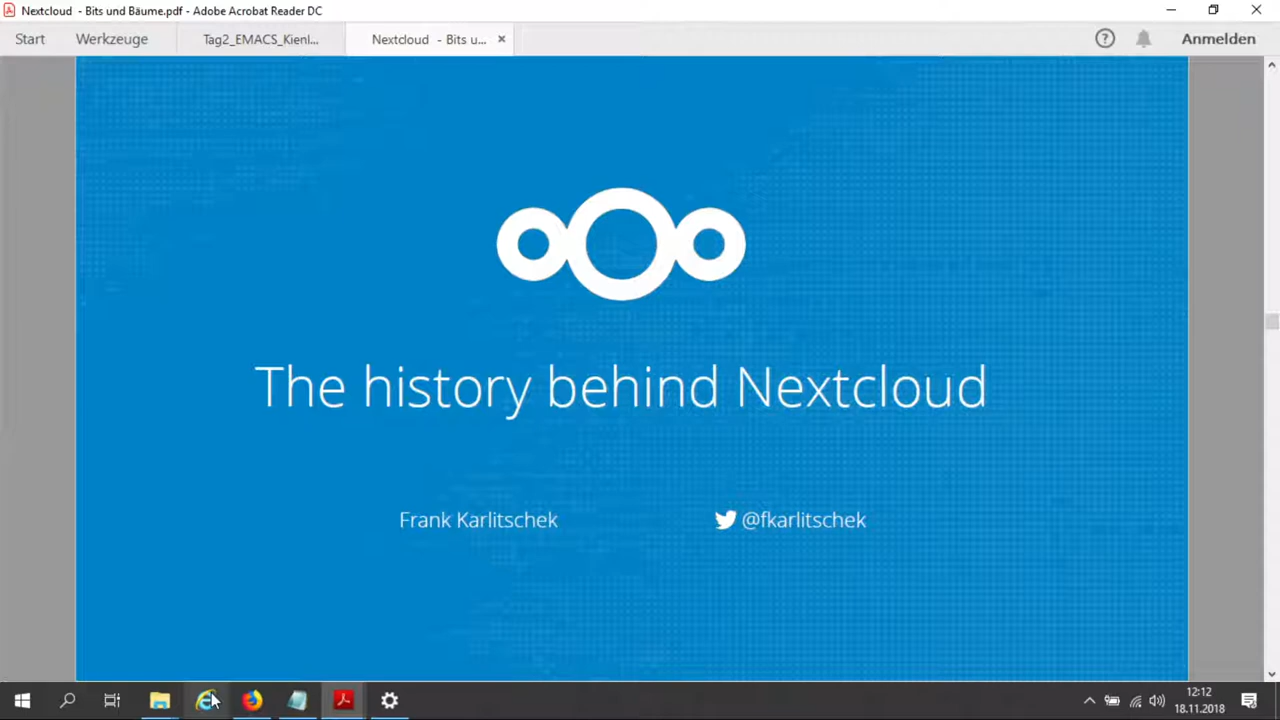 Nextcloud - Bits und Bäume.pdf - Adobe Acrobat Reader DC
Start Werkzeuge Tag2_EMACS_Kienl... Nextcloud - Bits u... Anmelden
The history behind Nextcloud
Frank Karlitschek @fkarlitschek
12:12
18.11.2018